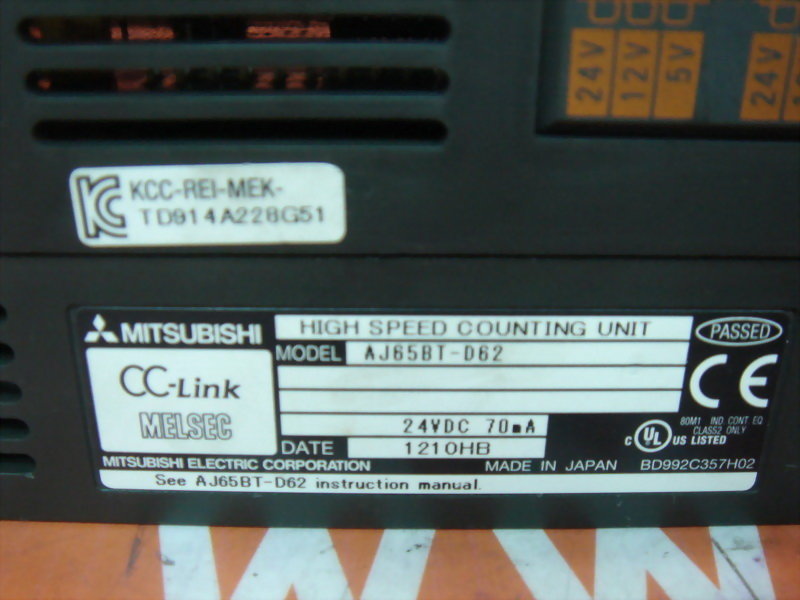 24V
12V
5V
24V
KCC-REI-MEK-
TD914A228G51
MITSUBISHI
HIGH SPEED COUNTING UNIT
PASSED
MODEL AJ65BT-D62
CC-Link
MELSEC
CE
24VDC 70mA
80M1 IND CONT EQ
CLASS2 ONLY
C UL US LISTED
DATE 1210HB
MITSUBISHI ELECTRIC CORPORATION MADE IN JAPAN BD992C357H02
See AJ65BT-D62 instruction manual.